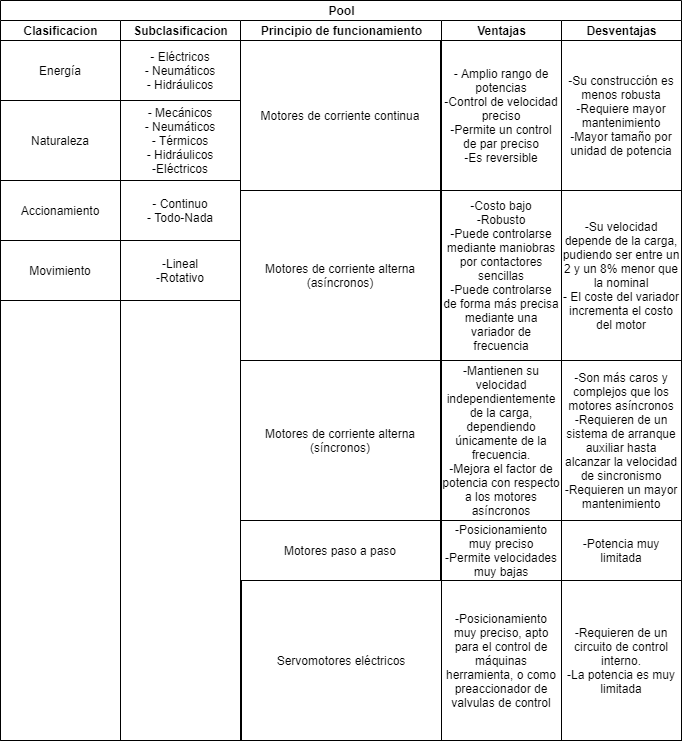 Pool
Clasificacion
Subclasificacion
Principio de funcionamiento
Ventajas
Desventajas
Energía
- Eléctricos
- Neumáticos
- Hidráulicos
Naturaleza
- Mecánicos
- Neumáticos
- Térmicos
- Hidráulicos
-Eléctricos
Accionamiento
- Continuo
- Todo-Nada
Movimiento
-Lineal
-Rotativo
Motores de corriente continua
- Amplio rango de
potencias
-Control de velocidad
preciso
-Permite un control
de par preciso
-Es reversible
-Su construcción es
menos robusta
-Requiere mayor
mantenimiento
-Mayor tamaño por
unidad de potencia
Motores de corriente alterna
(asíncronos)
-Costo bajo
-Robusto
-Puede controlarse
mediante maniobras
por contactores
sencillas
-Puede controlarse
de forma más precisa
mediante una
variador de
frecuencia
-Su velocidad
depende de la carga,
pudiendo ser entre un
2 y un 8% menor que
la nominal
- El coste del variador
incrementa el costo
del motor
Motores de corriente alterna
(síncronos)
-Mantienen su
velocidad
independientemente
de la carga,
dependiendo
únicamente de la
frecuencia.
-Mejora el factor de
potencia con respecto
a los motores
asíncronos
-Son más caros y
complejos que los
motores asíncronos
-Requieren de un
sistema de arranque
auxiliar hasta
alcanzar la velocidad
de sincronismo
-Requieren un mayor
mantenimiento
Motores paso a paso
-Posicionamiento
muy preciso
-Permite velocidades
muy bajas
-Potencia muy
limitada
Servomotores eléctricos
-Posicionamiento
muy preciso, apto
para el control de
máquinas
herramienta, o como
preaccionador de
valvulas de control
-Requieren de un
circuito de control
interno.
-La potencia es muy
limitada